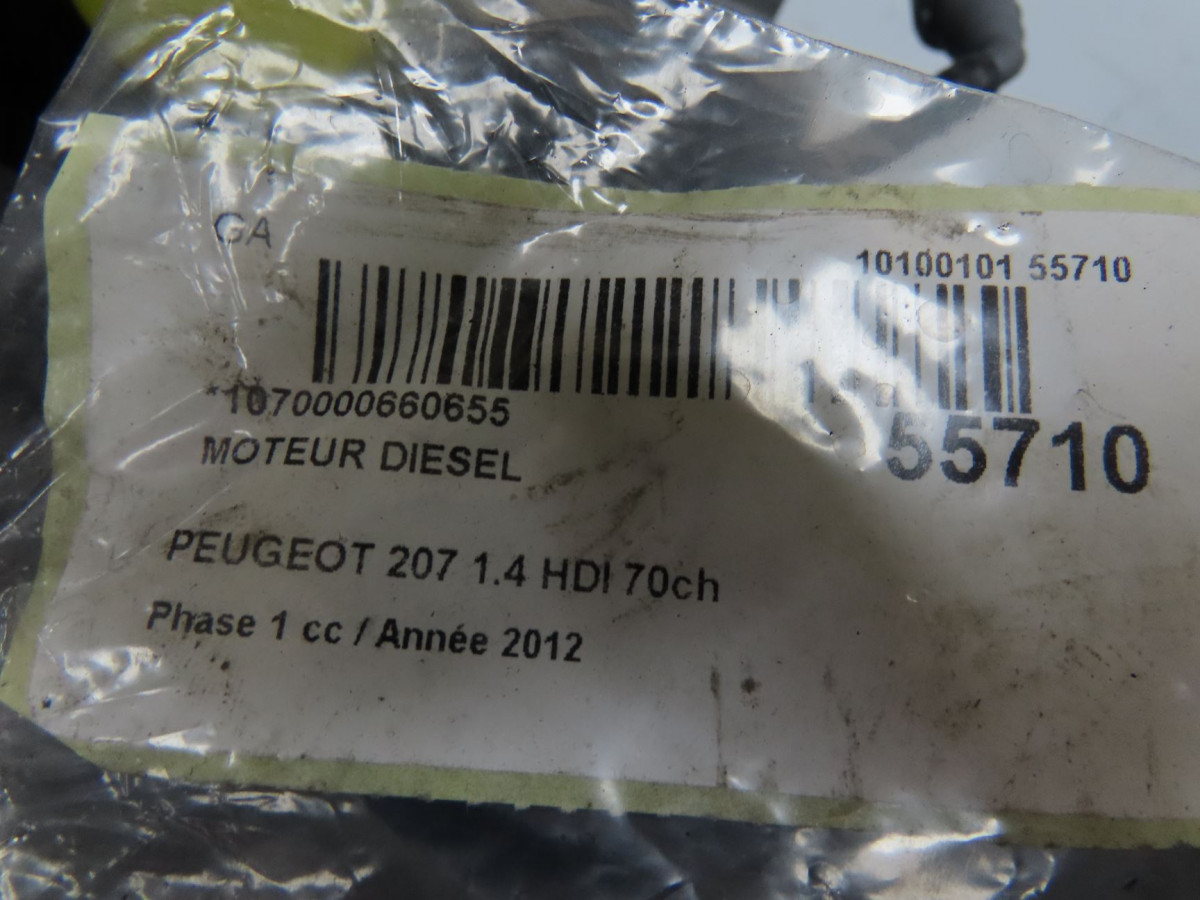 GA
10100101 55710
*1070000660655
55710
MOTEUR DIESEL
PEUGEOT 207 1.4 HDI 70ch
Phase 1 cc / Année 2012